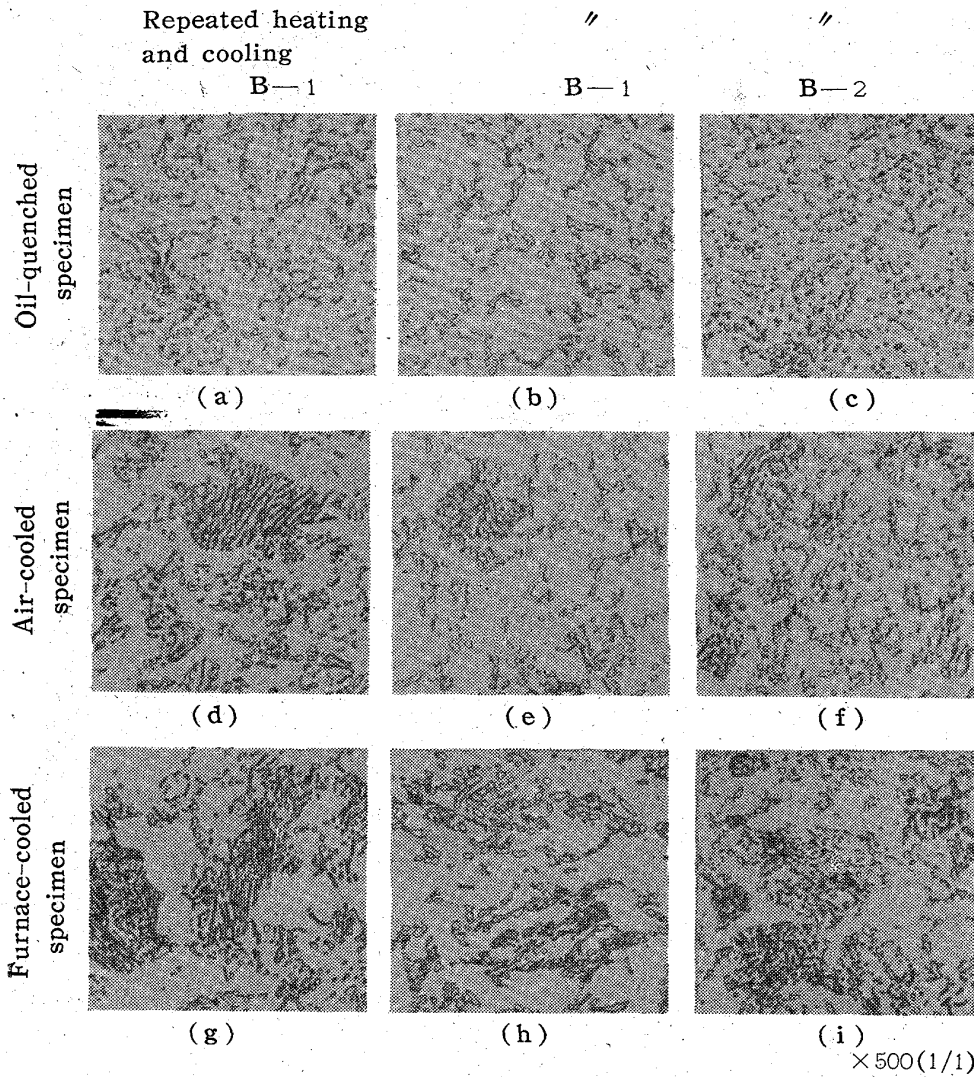 Repeated heating
and cooling
〃
〃
B—1
B—1
B—2
Oil-quenched
specimen
(a)
(b)
(c)
Air-cooled
specimen
(d)
(e)
(f)
Furnace-cooled
specimen
(g)
(h)
(i)
×500(1/1)